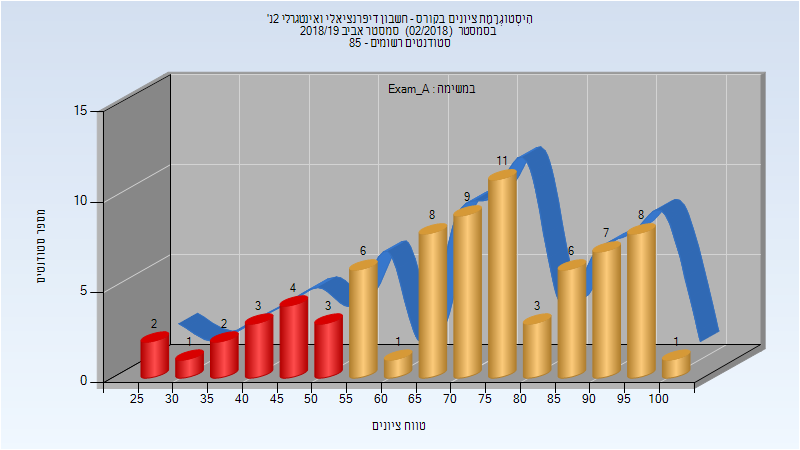 היסטוגרמת ציונים בקורס - חשבון דיפרנציאלי ואינטגרלי 2נ'
בסמסטר (02/2018) סמסטר אביב 2018/19
סטודנטים רשומים - 85
במשימה : Exam_A
15
10
5
0
מספר סטודנטים
2
1
2
3
4
3
6
1
8
9
11
3
6
7
8
1
25 30 35 40 45 50 55 60 65 70 75 80 85 90 95 100
טווח ציונים